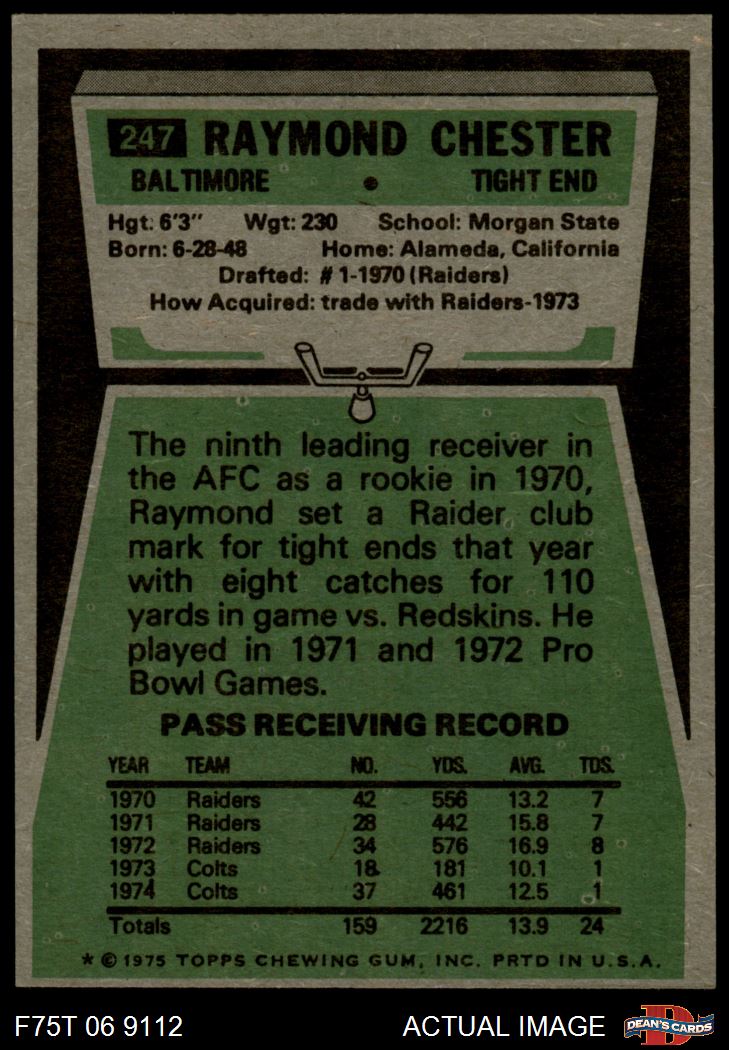 247 RAYMOND CHESTER
BALTIMORE • TIGHT END
Hgt: 6'3" Wgt: 230 School: Morgan State
Born: 6-28-48 Home: Alameda, California
Drafted: #1-1970 (Raiders)
How Acquired: trade with Raiders-1973
The ninth leading receiver in
the AFC as a rookie in 1970,
Raymond set a Raider club
mark for tight ends that year
with eight catches for 110
yards in game vs. Redskins. He
played in 1971 and 1972 Pro
Bowl Games.
PASS RECEIVING RECORD
YEAR TEAM NO. YDS. AVG. TDS.
1970 Raiders 42 556 13.2 7
1971 Raiders 28 442 15.8 7
1972 Raiders 34 576 16.9 8
1973 Colts 18 181 10.1 1
1974 Colts 37 461 12.5 1
Totals 159 2216 13.9 24
* © 1975 TOPPS CHEWING GUM, INC. PRTD IN U.S.A.
F75T 06 9112 ACTUAL IMAGE DEAN'S CARDS